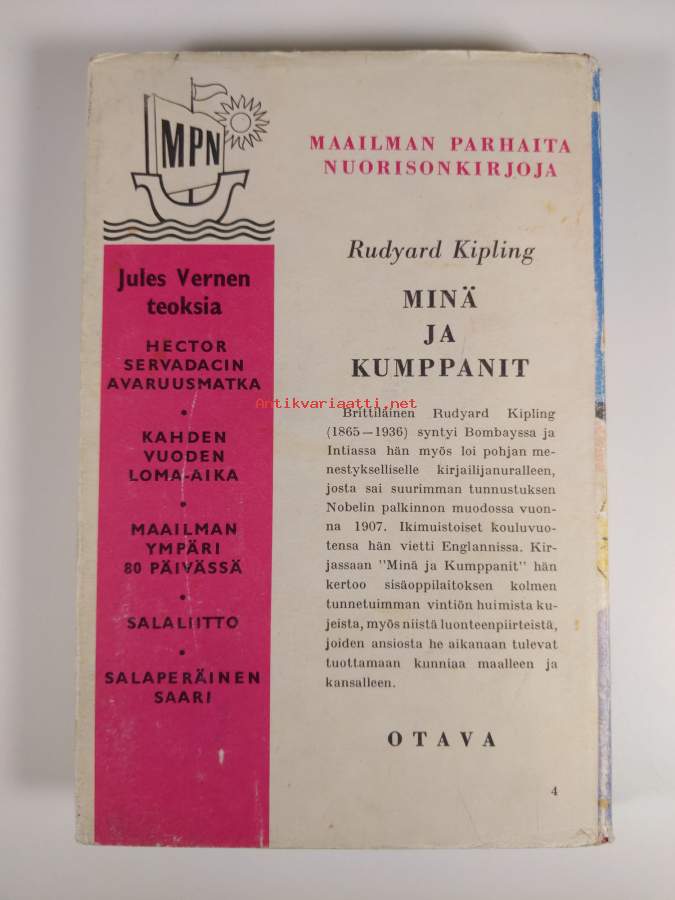 MPN
MAAILMAN PARHAITA
NUORISONKIRJOJA
Jules Vernen
teoksia
HECTOR
SERVADACIN
AVARUUSMATKA
•
KAHDEN
VUODEN
LOMA-AIKA
•
MAAILMAN
YMPÄRI
80 PÄIVÄSSÄ
•
SALALIITTO
•
SALAPERÄINEN
SAARI
Rudyard Kipling
MINÄ
JA
KUMPPANIT
Antikvariaatti.net
Brittiläinen Rudyard Kipling
(1865—1936) syntyi Bombayssa ja
Intiassa hän myös loi pohjan me-
nestykselliselle kirjailijanuralleen,
josta sai suurimman tunnustuksen
Nobelin palkinnon muodossa vuon-
na 1907. Ikimuistoiset kouluvuo-
tensa hän vietti Englannissa. Kir-
jassaan "Minä ja Kumppanit" hän
kertoo sisäoppilaitoksen kolmen
tunnetuimman vintiön huimista ku-
jeista, myös niistä luonteenpiirteistä,
joiden ansiosta he aikanaan tulevat
tuottamaan kunniaa maalleen ja
kansalleen.
OTAVA
4